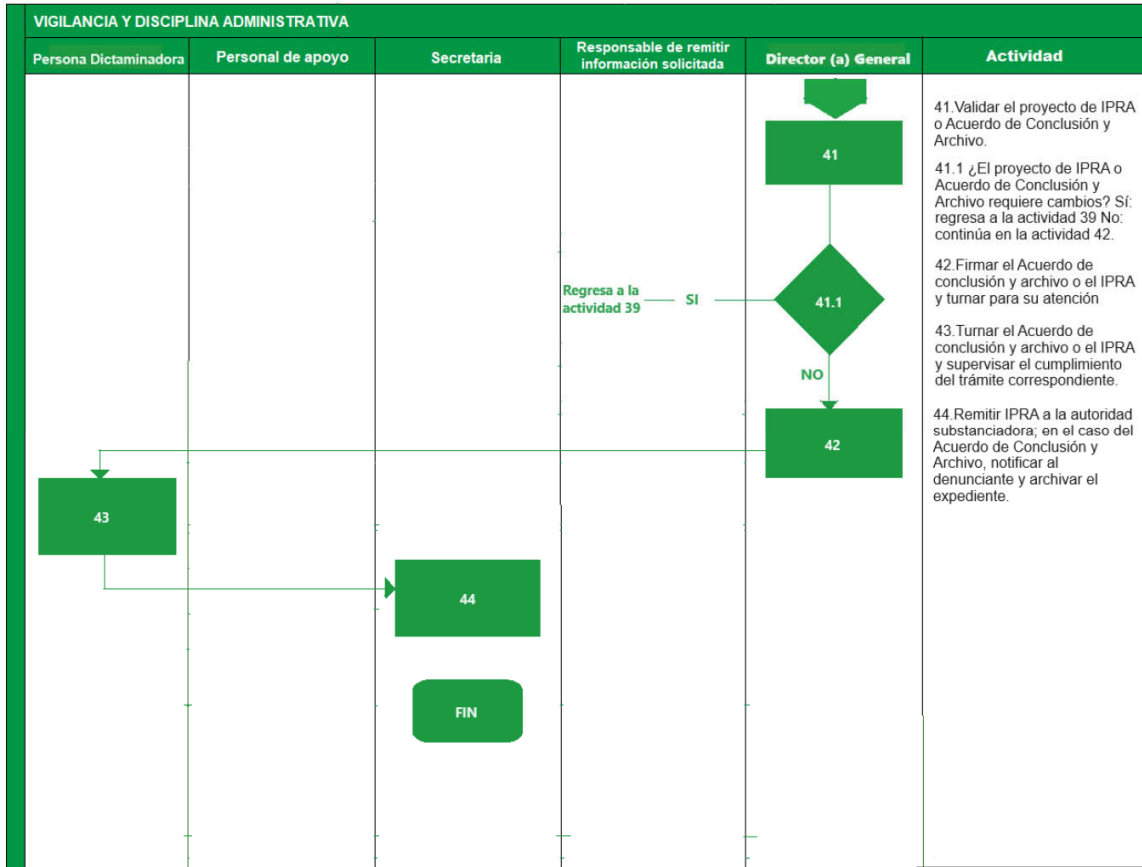 VIGILANCIA Y DISCIPLINA ADMINISTRATIVA
Persona Dictaminadora
Personal de apoyo
Secretaria
Responsable de remitir
información solicitada
Director (a) General
Actividad
41
41.1
Regresa a la
actividad 39
SI
NO
42
43
44
FIN
41.Validar el proyecto de IPRA
o Acuerdo de Conclusión y
Archivo.
41.1 ¿El proyecto de IPRA o
Acuerdo de Conclusión y
Archivo requiere cambios? Sí:
regresa a la actividad 39 No:
continúa en la actividad 42.
42.Firmar el Acuerdo de
conclusión y archivo o el IPRA
y turnar para su atención
43.Turnar el Acuerdo de
conclusión y archivo o el IPRA
y supervisar el cumplimiento
del trámite correspondiente.
44.Remitir IPRA a la autoridad
substanciadora; en el caso del
Acuerdo de Conclusión y
Archivo, notificar al
denunciante y archivar el
expediente.